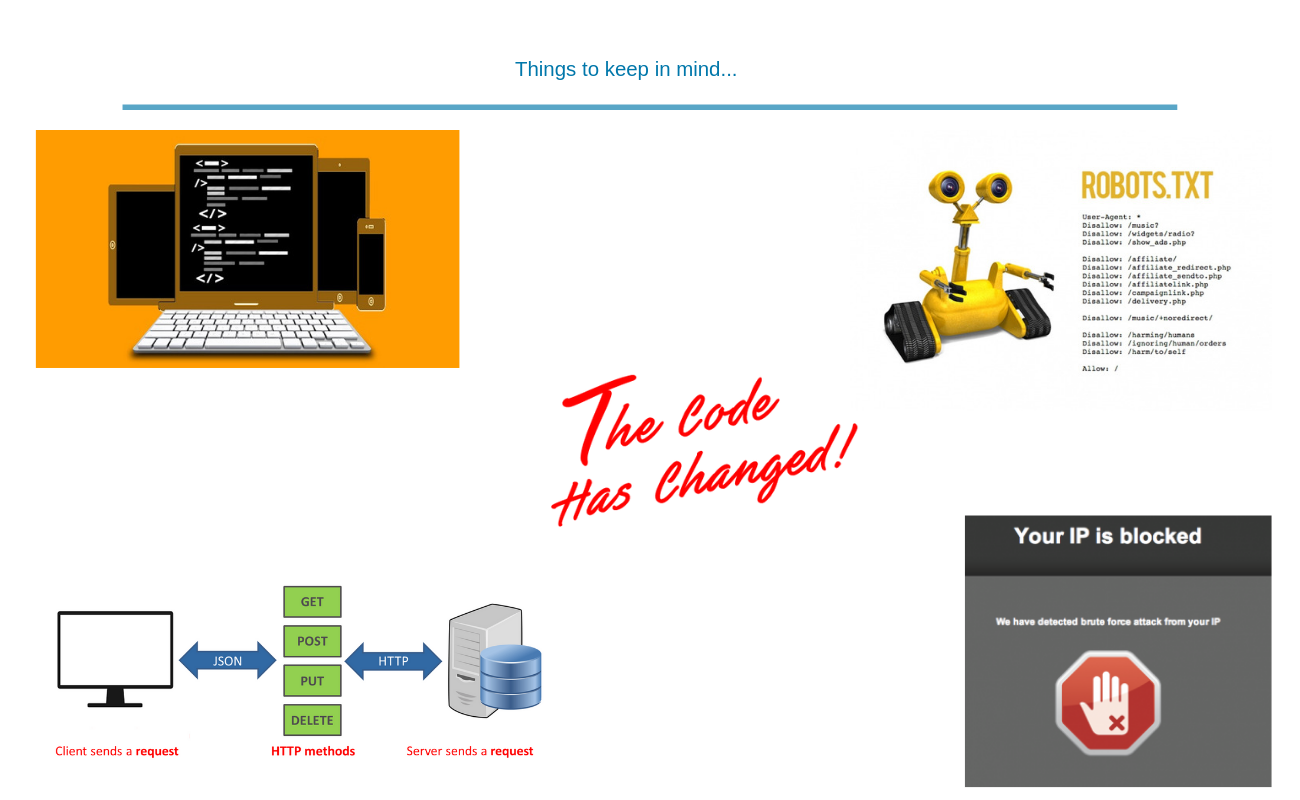 Things to keep in mind...
< >
/>
</>
< >
/>
</>
ROBOTS.TXT
User-Agent: *
Disallow: /music?
Disallow: /widgets/radio?
Disallow: /show_ads.php
Disallow: /affiliate/
Disallow: /affiliate_redirect.php
Disallow: /affiliate_sendto.php
Disallow: /affiliatelink.php
Disallow: /campaignlink.php
Disallow: /delivery.php
Disallow: /music/+noredirect/
Disallow: /harming/humans
Disallow: /ignoring/human/orders
Disallow: /harm/to/self
Allow: /
The Code
Has Changed!
Your IP is blocked
We have detected brute force attack from your IP
GET
POST
JSON
HTTP
PUT
DELETE
Client sends a request
HTTP methods
Server sends a request